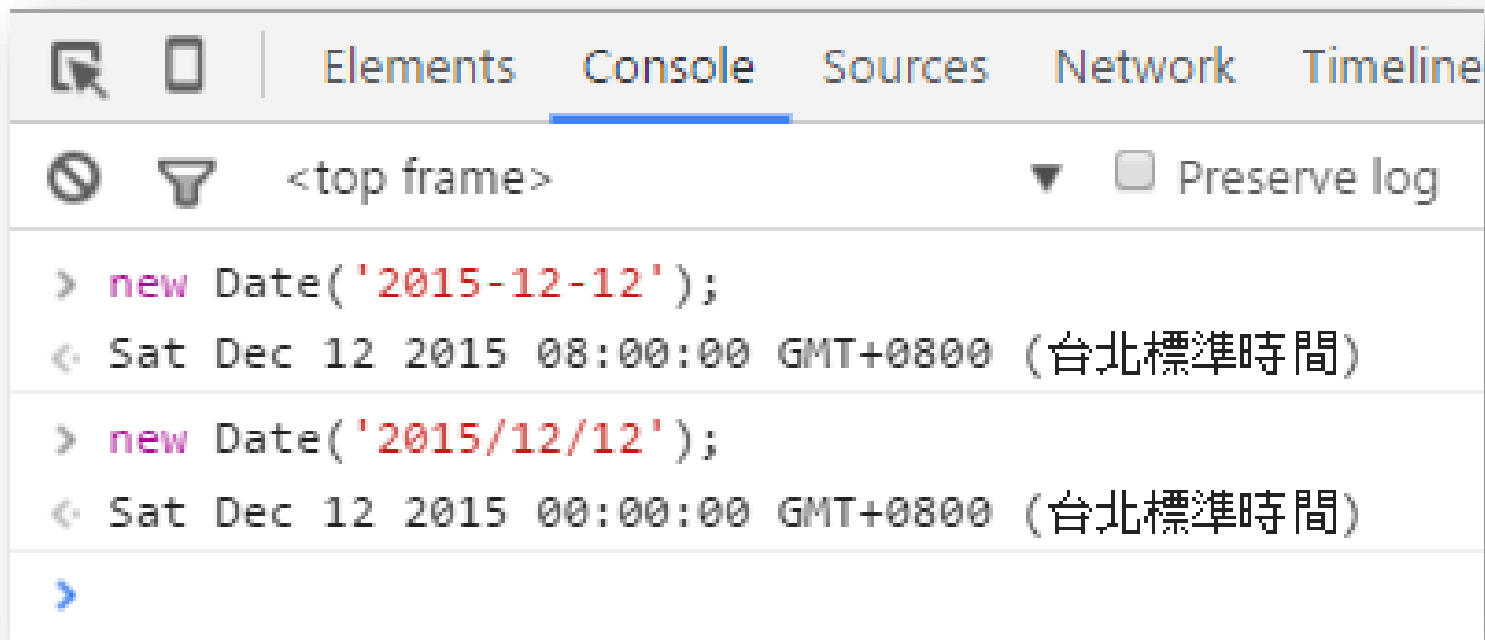 Elements Console Sources Network Timeline
<top frame> ▼ Preserve log
> new Date('2015-12-12');
Sat Dec 12 2015 08:00:00 GMT+0800 (台北標準時間)
> new Date('2015/12/12');
Sat Dec 12 2015 00:00:00 GMT+0800 (台北標準時間)
>